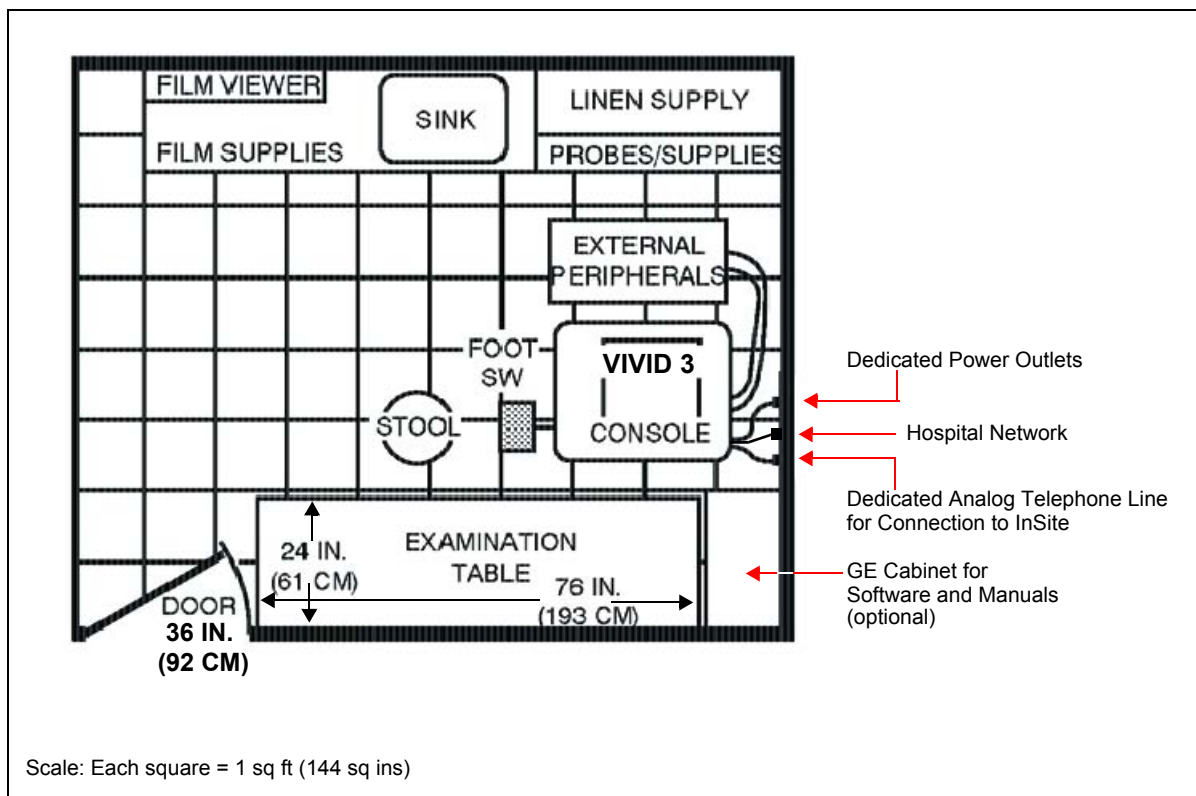 FILM VIEWER
SINK
LINEN SUPPLY
FILM SUPPLIES
PROBES/SUPPLIES
EXTERNAL
PERIPHERALS
FOOT
SW
VIVID 3
STOOL
CONSOLE
Dedicated Power Outlets
Hospital Network
Dedicated Analog Telephone Line
for Connection to InSite
24 IN.
(61 CM)
EXAMINATION
TABLE
76 IN.
(193 CM)
GE Cabinet for
Software and Manuals
(optional)
DOOR
36 IN.
(92 CM)
Scale: Each square = 1 sq ft (144 sq ins)